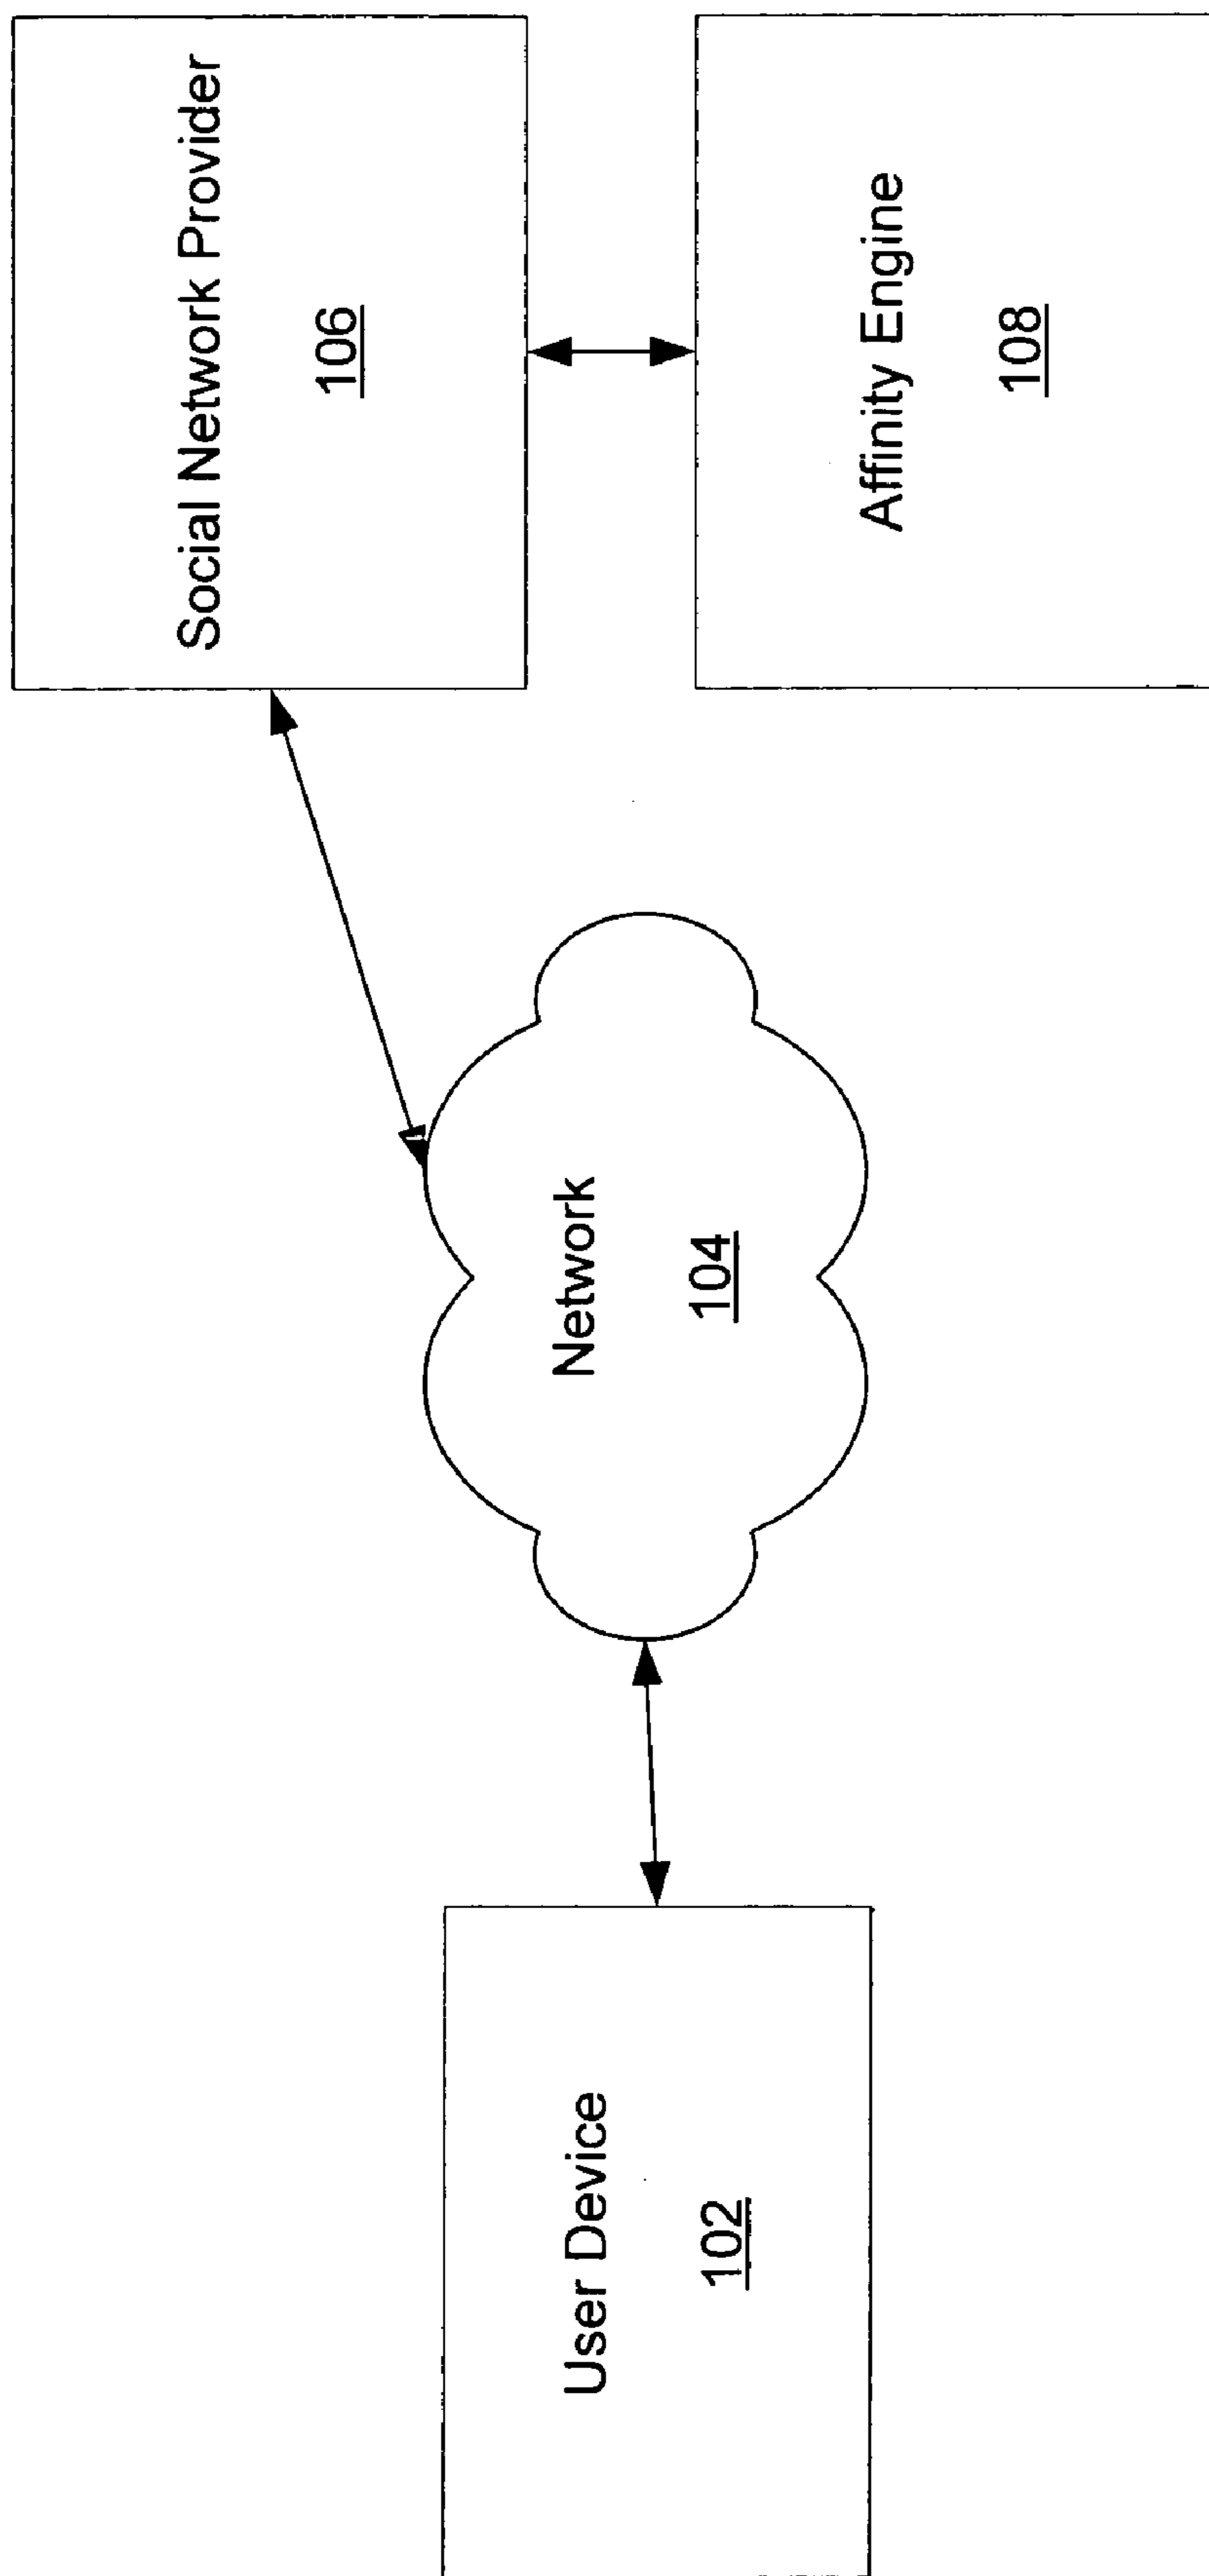 User Device
102
Network
104
Social Network Provider
106
Affinity Engine
108